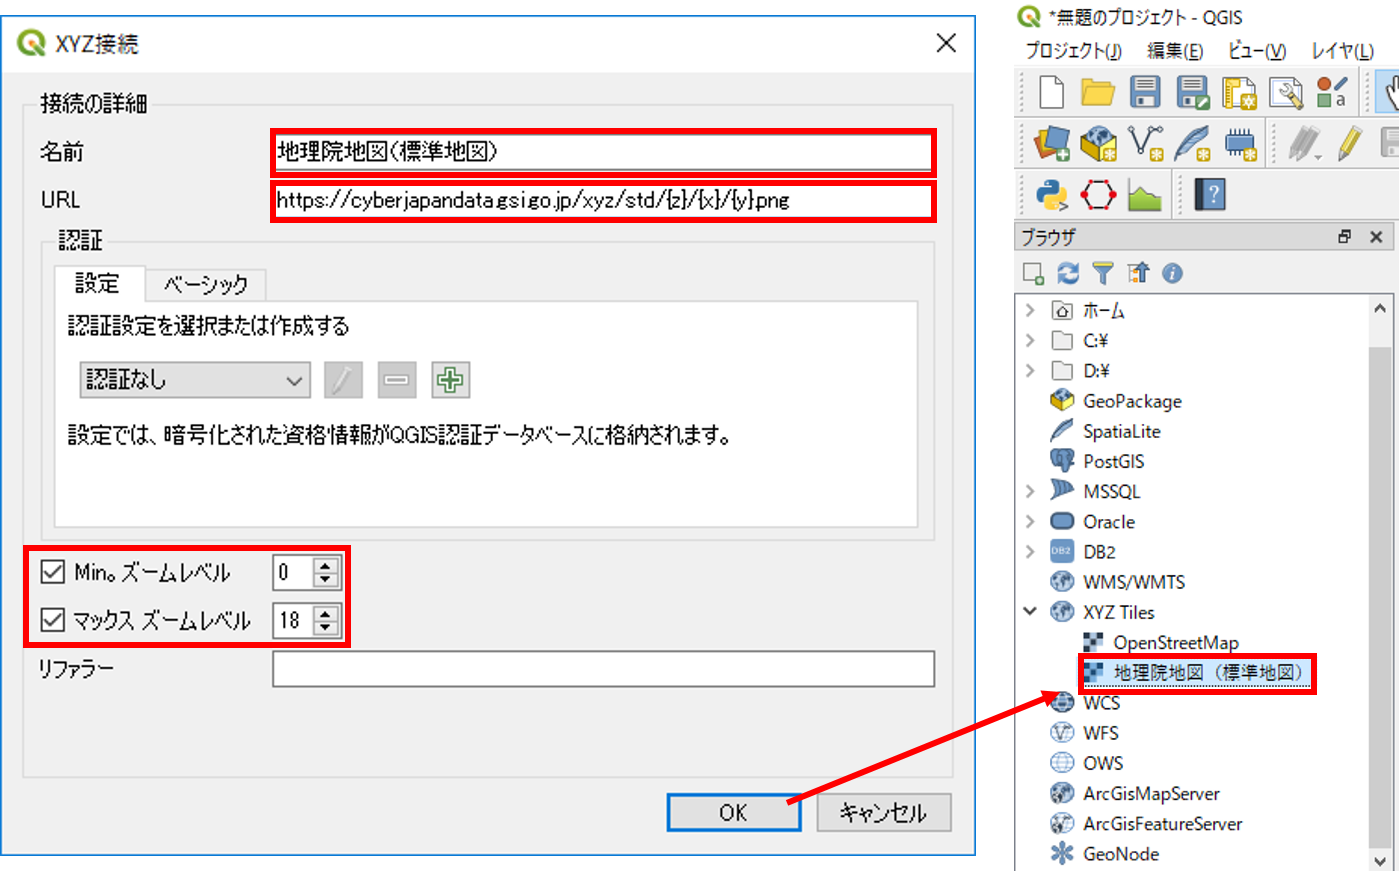 XYZ接続
接続の詳細
名前
地理院地図(標準地図)
URL
https://cyberjapandata.gsi.go.jp/xyz/std/{z}/{x}/{y}.png
認証
設定
ベーシック
認証設定を選択または作成する
認証なし
設定では、暗号化された資格情報がQGIS認証データベースに格納されます。
Min。ズームレベル
0
マックス ズームレベル
18
リファラー
OK
キャンセル
*無題のプロジェクト - QGIS
プロジェクト(J) 編集(E) ビュー(V) レイヤ(L)
a
?
ブラウザ
ホーム
C:¥
D:¥
GeoPackage
SpatiaLite
PostGIS
MSSQL
Oracle
DB2 DB2
WMS/WMTS
XYZ Tiles
OpenStreetMap
地理院地図（標準地図）
WCS
WFS
OWS
ArcGisMapServer
ArcGisFeatureServer
GeoNode